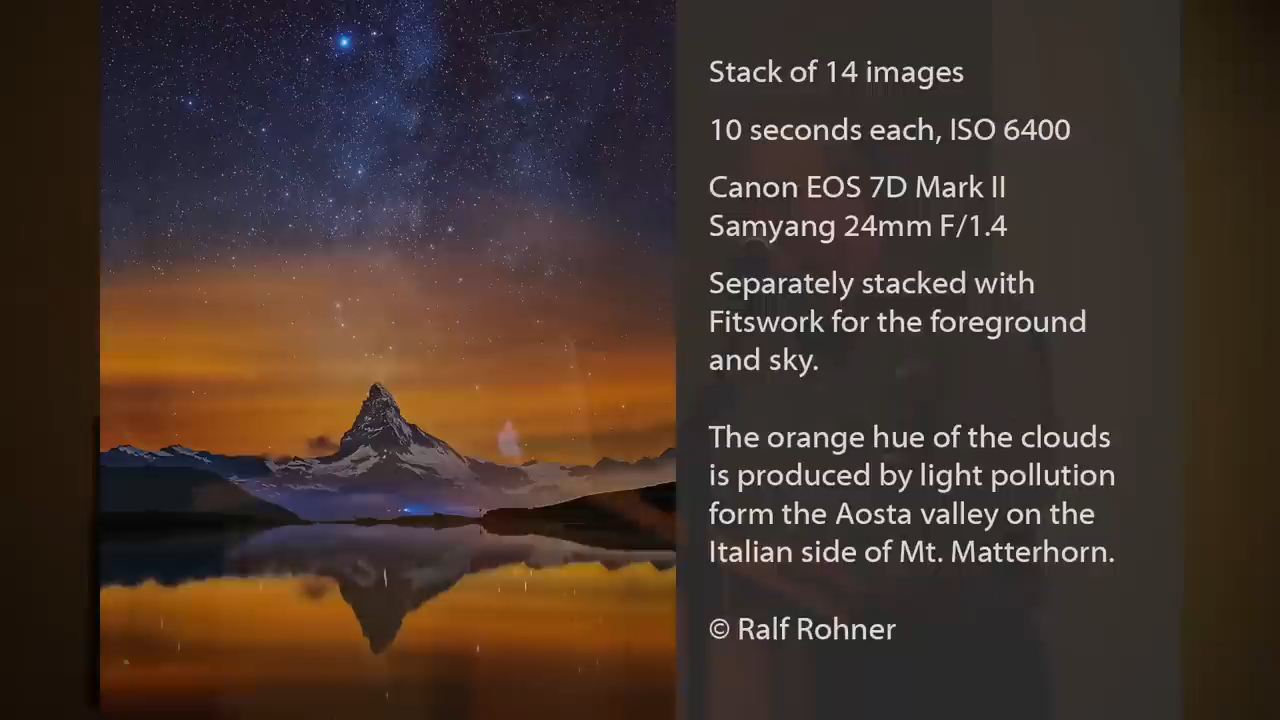 Stack of 14 images
10 seconds each, ISO 6400
Canon EOS 7D Mark II
Samyang 24mm F/1.4
Separately stacked with
Fitswork for the foreground
and sky.
The orange hue of the clouds
is produced by light pollution
form the Aosta valley on the
Italian side of Mt. Matterhorn.
© Ralf Rohner